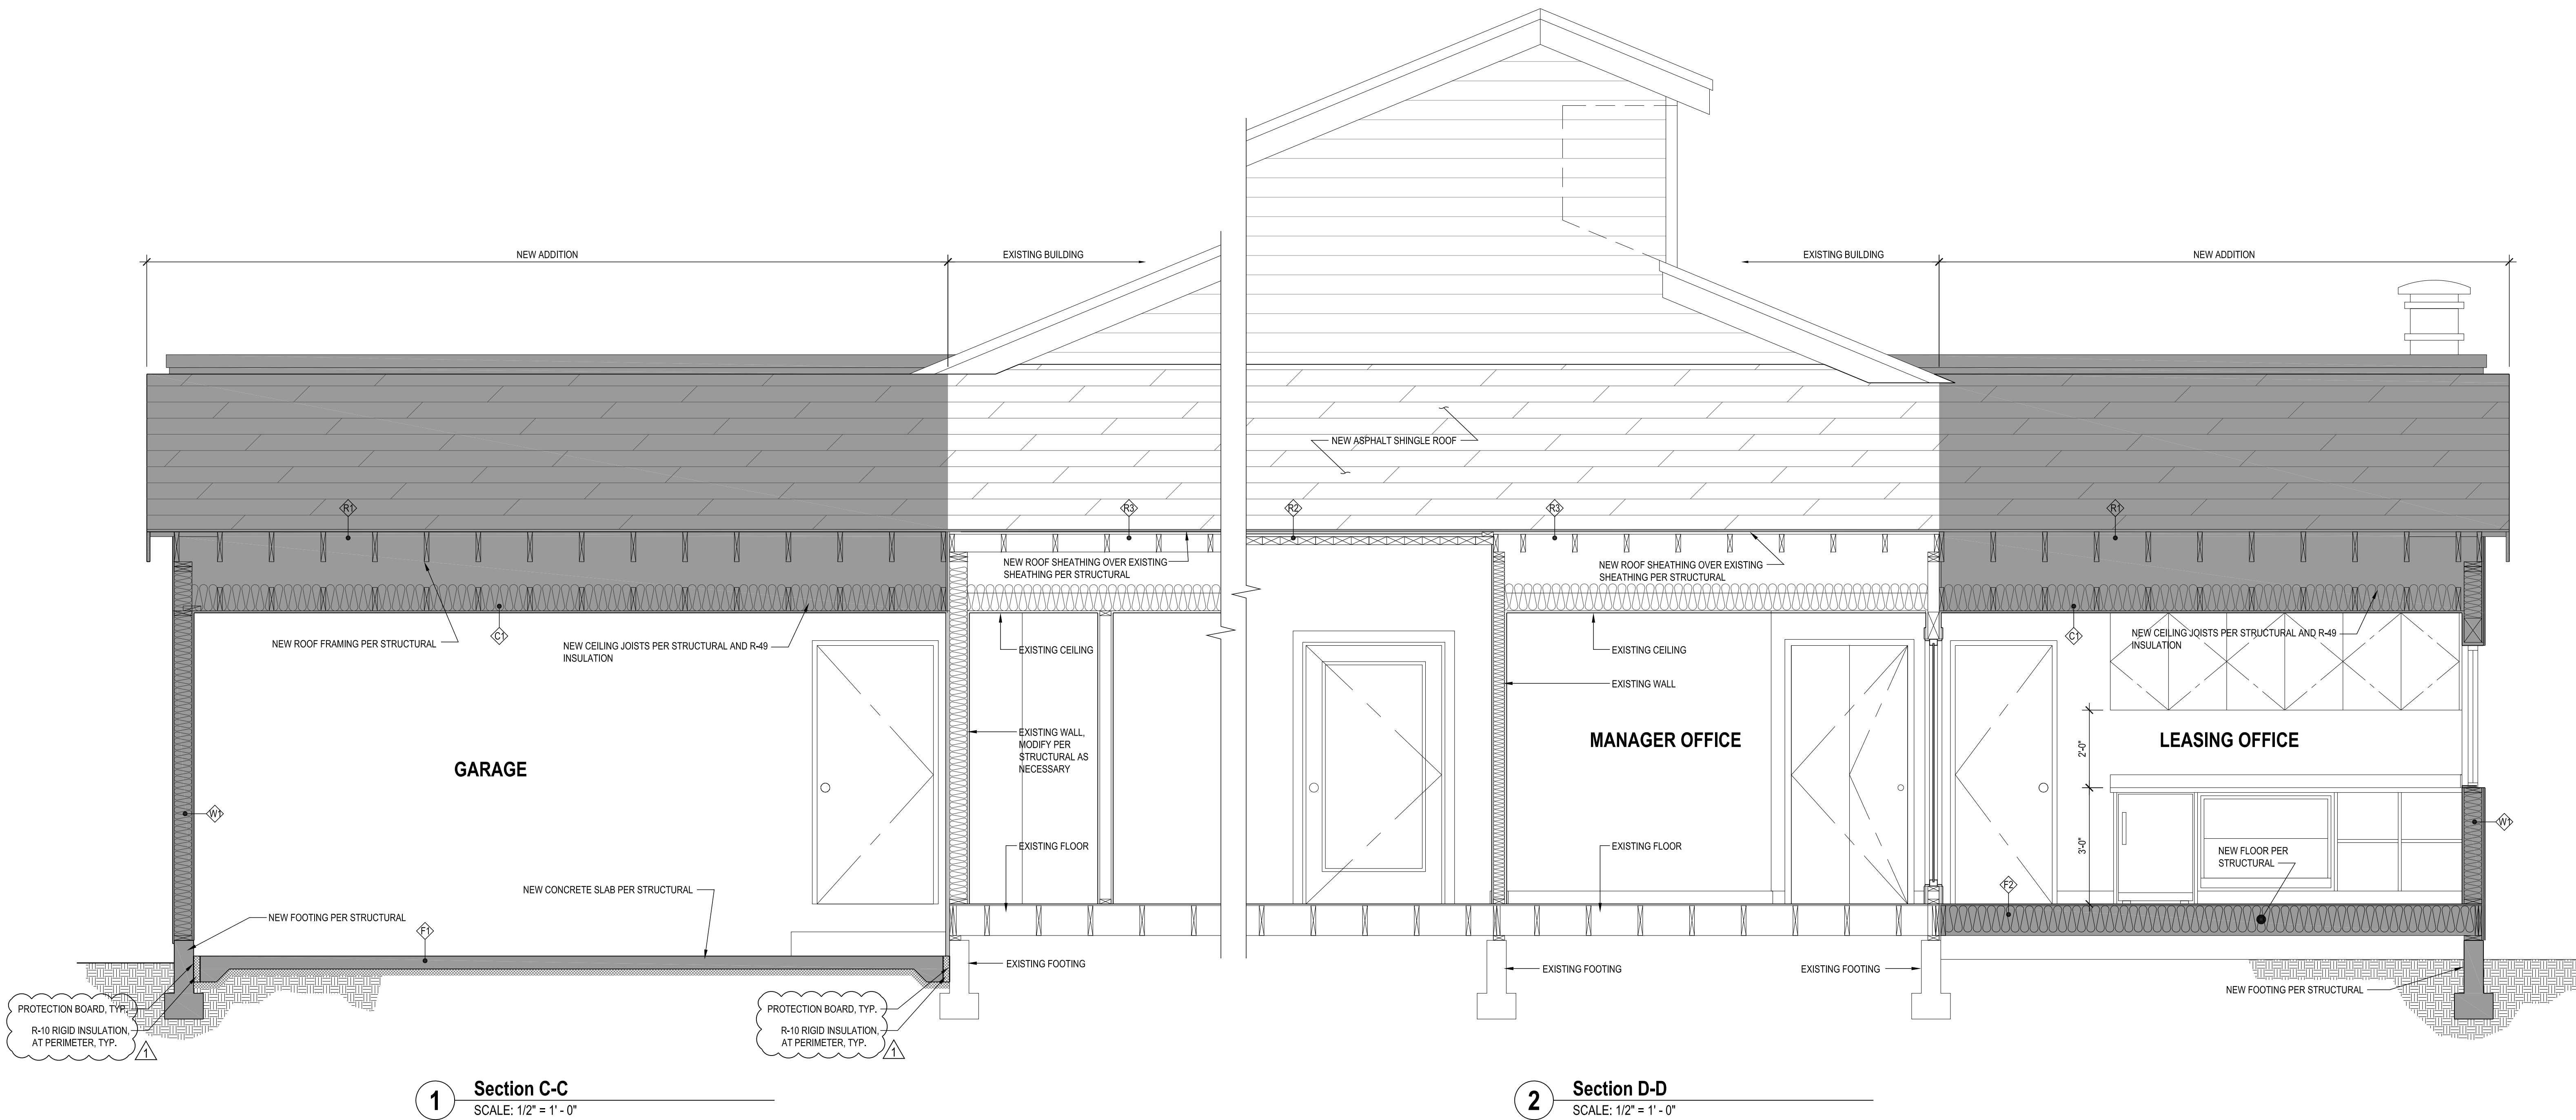 NEW ADDITION
EXISTING BUILDING
EXISTING BUILDING
NEW ADDITION
NEW ASPHALT SHINGLE ROOF
R1
R3
R2
R3
R1
NEW ROOF SHEATHING OVER EXISTING
SHEATHING PER STRUCTURAL
NEW ROOF SHEATHING OVER EXISTING
SHEATHING PER STRUCTURAL
C1
C1
NEW ROOF FRAMING PER STRUCTURAL
NEW CEILING JOISTS PER STRUCTURAL AND R-49
INSULATION
EXISTING CEILING
EXISTING CEILING
NEW CEILING JOISTS PER STRUCTURAL AND R-49
INSULATION
EXISTING WALL
EXISTING WALL,
MODIFY PER
STRUCTURAL AS
NECESSARY
GARAGE
MANAGER OFFICE
LEASING OFFICE
2'-0"
3'-0"
W1
W1
EXISTING FLOOR
EXISTING FLOOR
NEW FLOOR PER
STRUCTURAL
F2
NEW CONCRETE SLAB PER STRUCTURAL
NEW FOOTING PER STRUCTURAL
F1
EXISTING FOOTING
EXISTING FOOTING
EXISTING FOOTING
NEW FOOTING PER STRUCTURAL
PROTECTION BOARD, TYP.
R-10 RIGID INSULATION,
AT PERIMETER, TYP.
1
PROTECTION BOARD, TYP.
R-10 RIGID INSULATION,
AT PERIMETER, TYP.
1
1
Section C-C
SCALE: 1/2" = 1' - 0"
2
Section D-D
SCALE: 1/2" = 1' - 0"